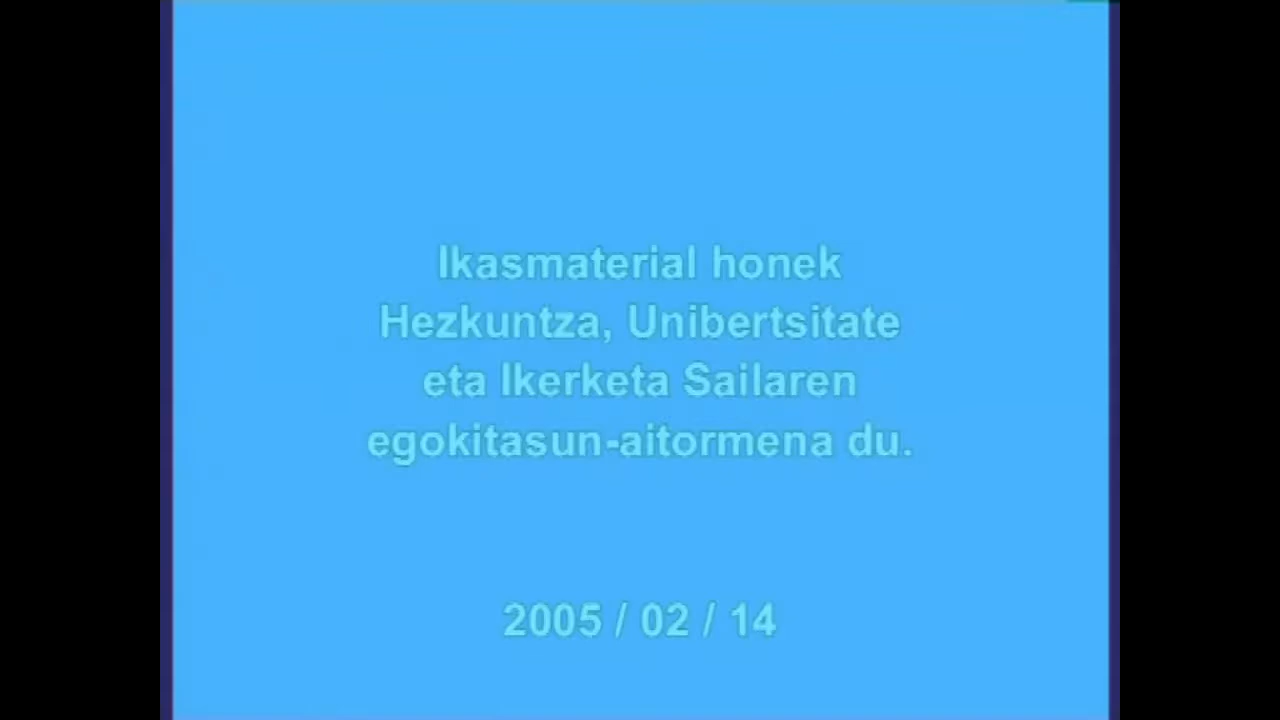 Ikasmaterial honek
Hezkuntza, Unibertsitate
eta Ikerketa Sailaren
egokitasun-aitormena du.
2005 / 02 / 14